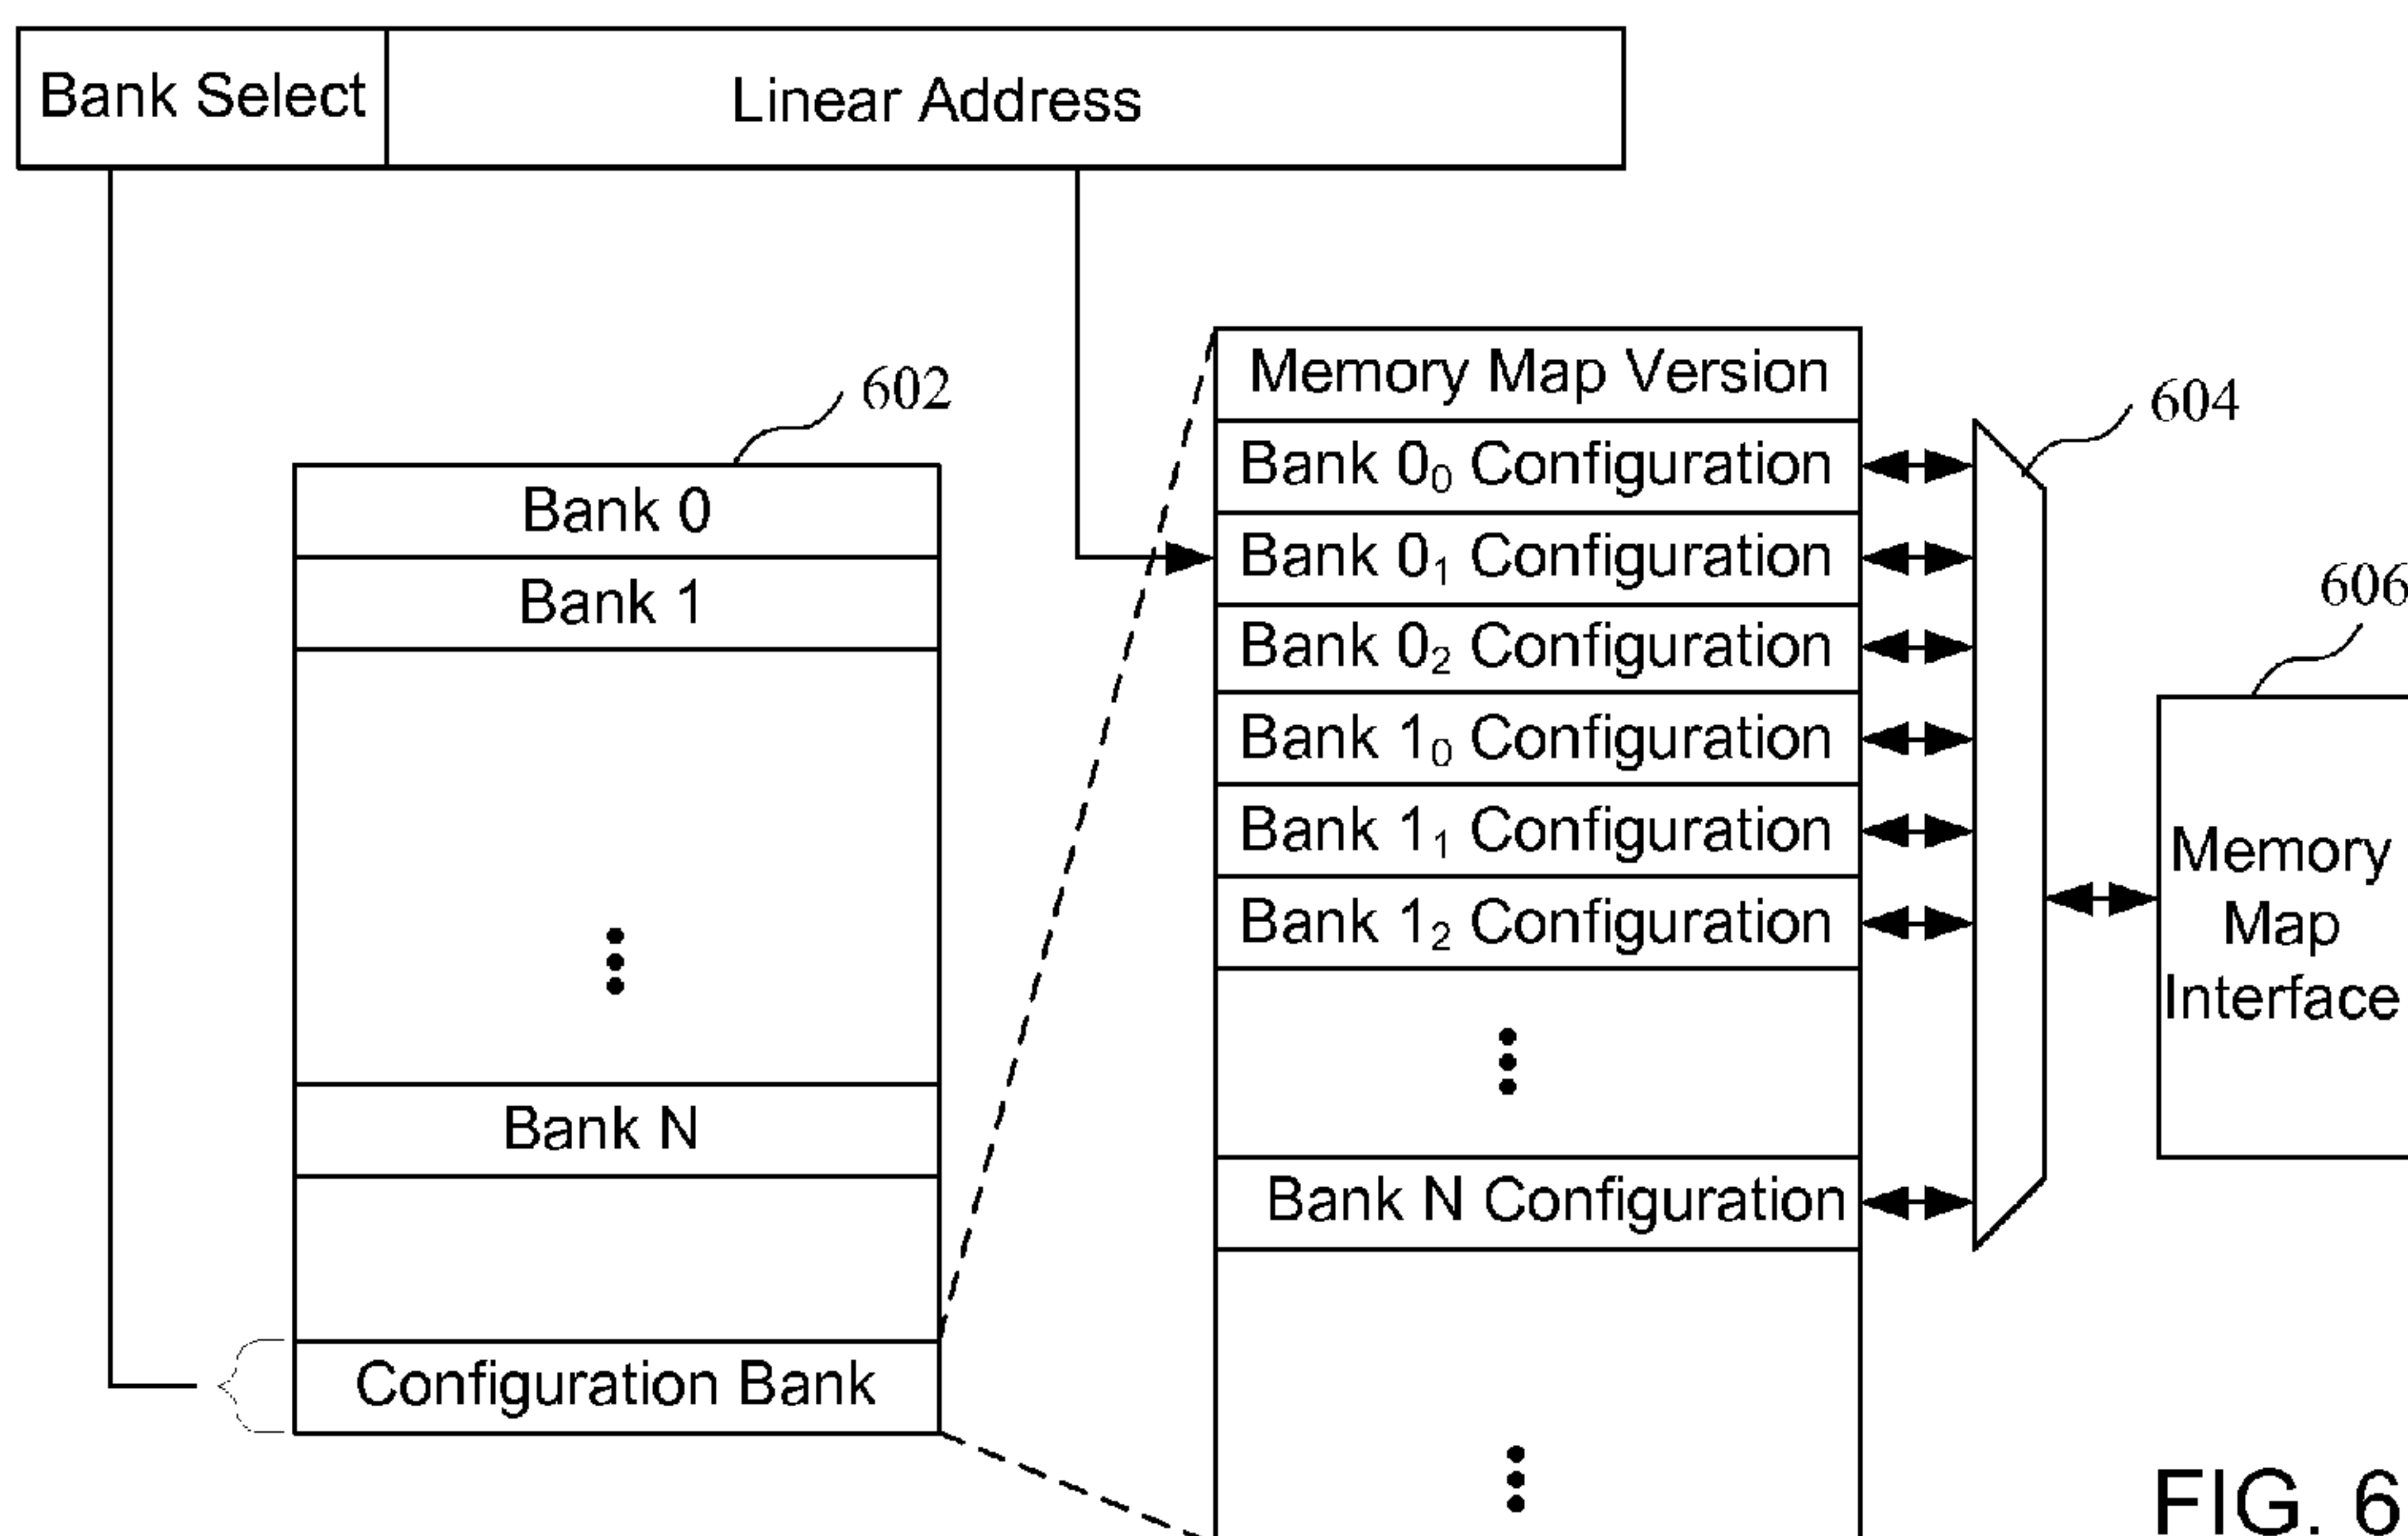 Bank Select
Linear Address
602
Bank 0
Bank 1
Bank N
Configuration Bank
Memory Map Version
Bank 0₀ Configuration
Bank 0₁ Configuration
Bank 0₂ Configuration
Bank 1₀ Configuration
Bank 1₁ Configuration
Bank 1₂ Configuration
Bank N Configuration
604
606
Memory
Map
Interface
FIG. 6